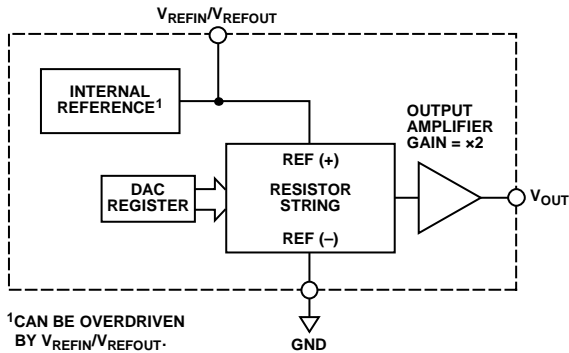 VREFIN/VREFOUT
INTERNAL
REFERENCE1
OUTPUT
AMPLIFIER
GAIN = ×2
REF (+)
DAC
REGISTER
RESISTOR
STRING
VOUT
REF (–)
1CAN BE OVERDRIVEN
BY VREFIN/VREFOUT.
GND